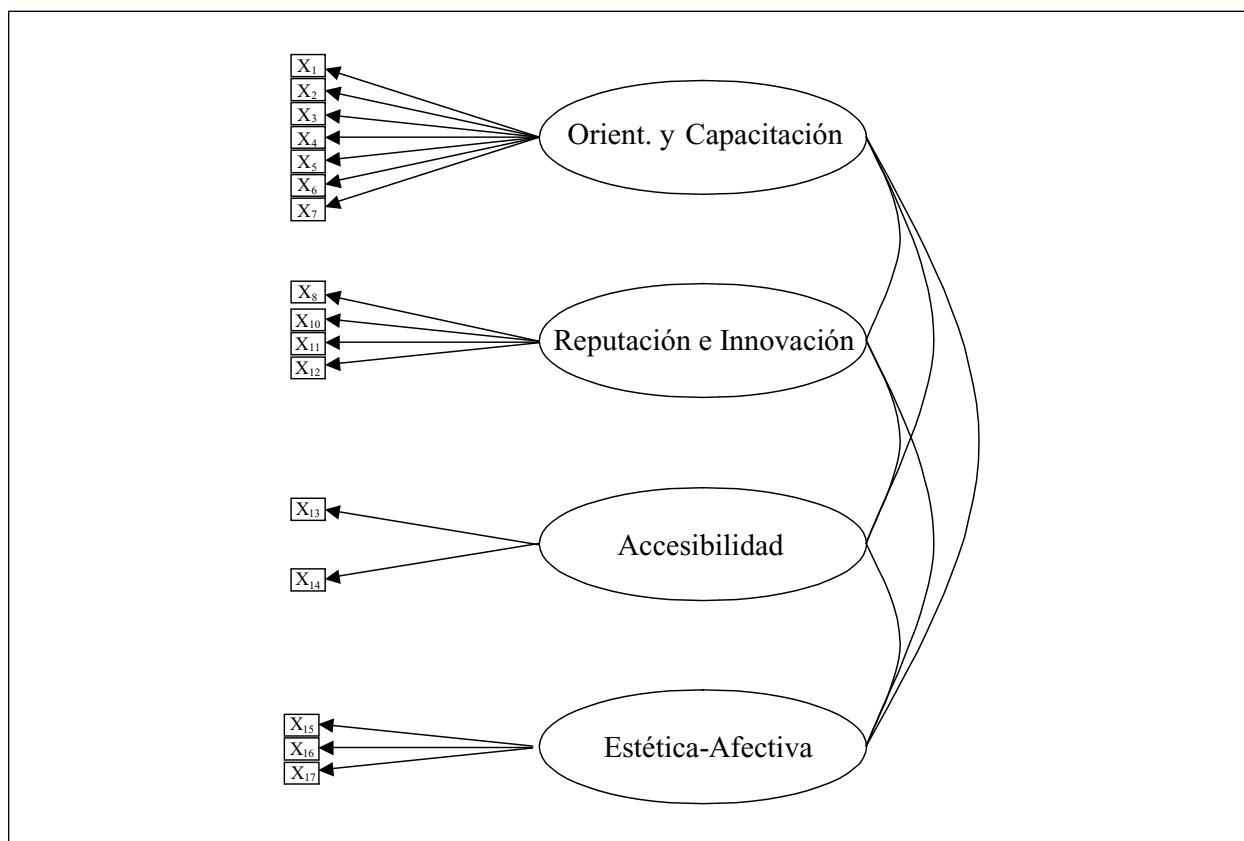 X1
X2
X3
X4
X5
X6
X7
Orient. y Capacitación
X8
X10
X11
X12
Reputación e Innovación
X13
X14
Accesibilidad
X15
X16
X17
Estética-Afectiva